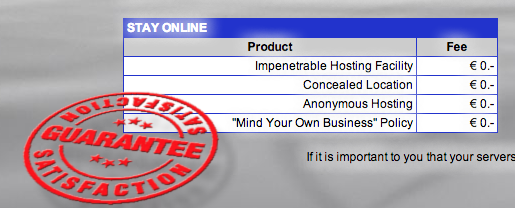 STAY ONLINE
Product Fee
Impenetrable Hosting Facility € 0.-
Concealed Location € 0.-
Anonymous Hosting € 0.-
"Mind Your Own Business" Policy € 0.-
SATISFACTION
GUARANTEE
SATISFACTION
If it is important to you that your servers